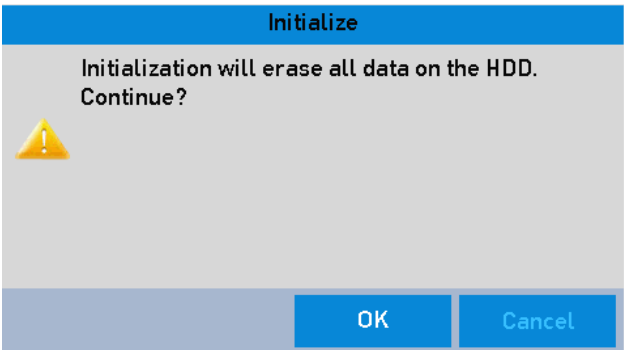 Initialize
Initialization will erase all data on the HDD.
Continue?
OK
Cancel